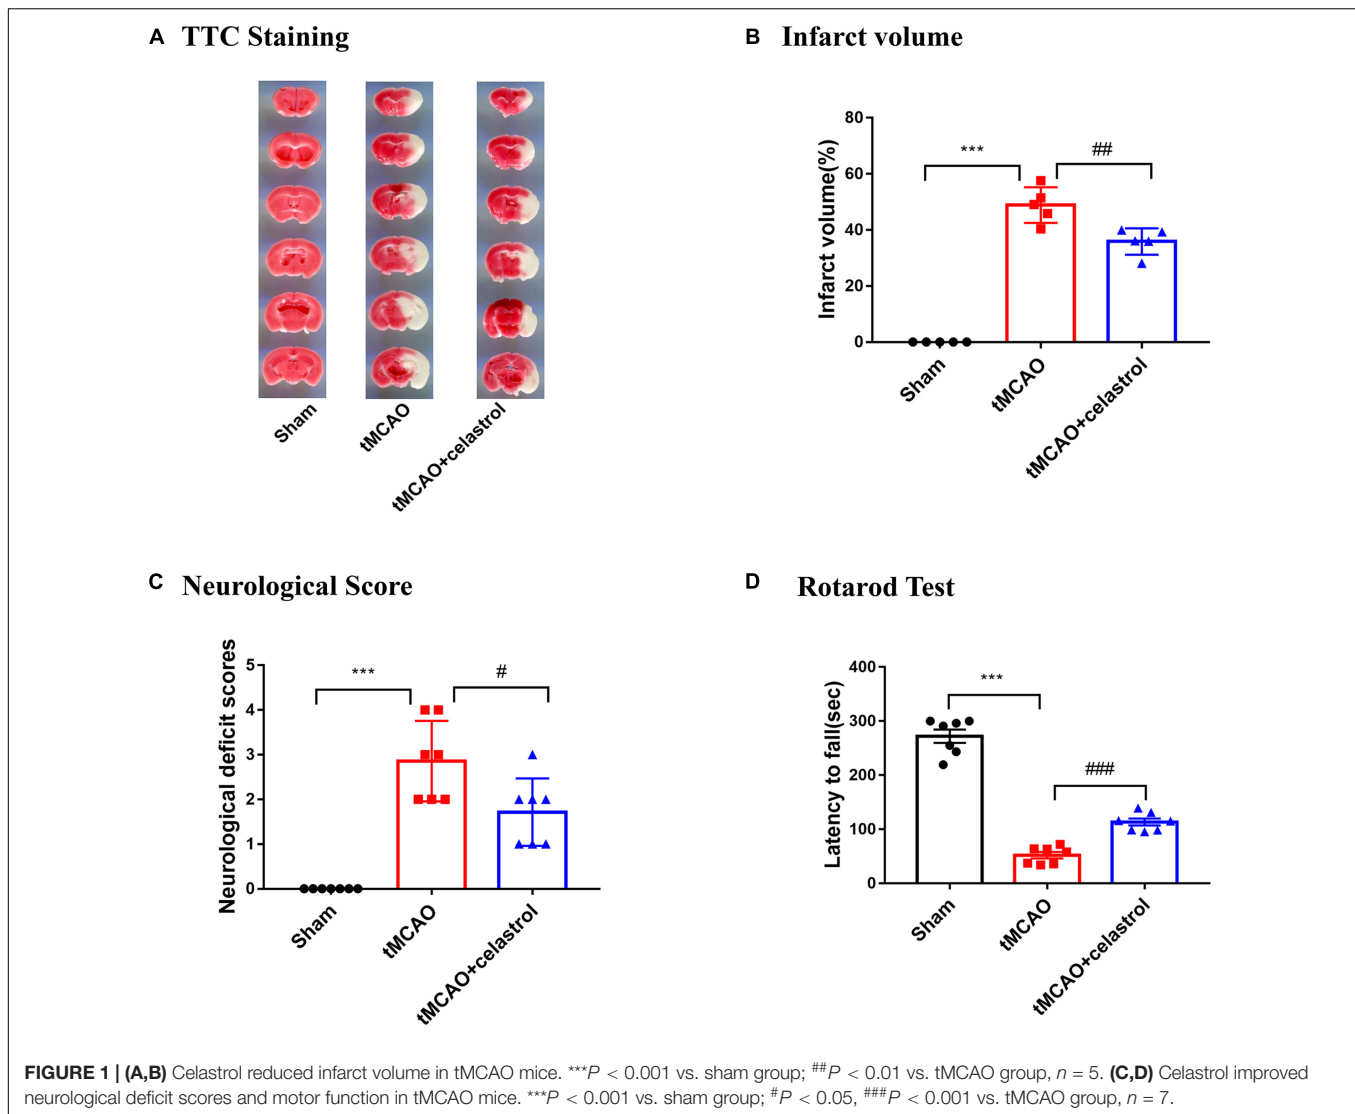 A TTC Staining
Sham
tMCAO
tMCAO+celastrol
B Infarct volume
Infarct volume(%)
80
60
40
20
0
***
##
Sham
tMCAO
tMCAO+celastrol
C Neurological Score
Neurological deficit scores
5
4
3
2
1
0
***
#
Sham
tMCAO
tMCAO+celastrol
D Rotarod Test
Latency to fall(sec)
400
300
200
100
0
***
###
Sham
tMCAO
tMCAO+celastrol
FIGURE 1 | (A,B) Celastrol reduced infarct volume in tMCAO mice. ***P < 0.001 vs. sham group; ##P < 0.01 vs. tMCAO group, n = 5. (C,D) Celastrol improved
neurological deficit scores and motor function in tMCAO mice. ***P < 0.001 vs. sham group; #P < 0.05, ###P < 0.001 vs. tMCAO group, n = 7.